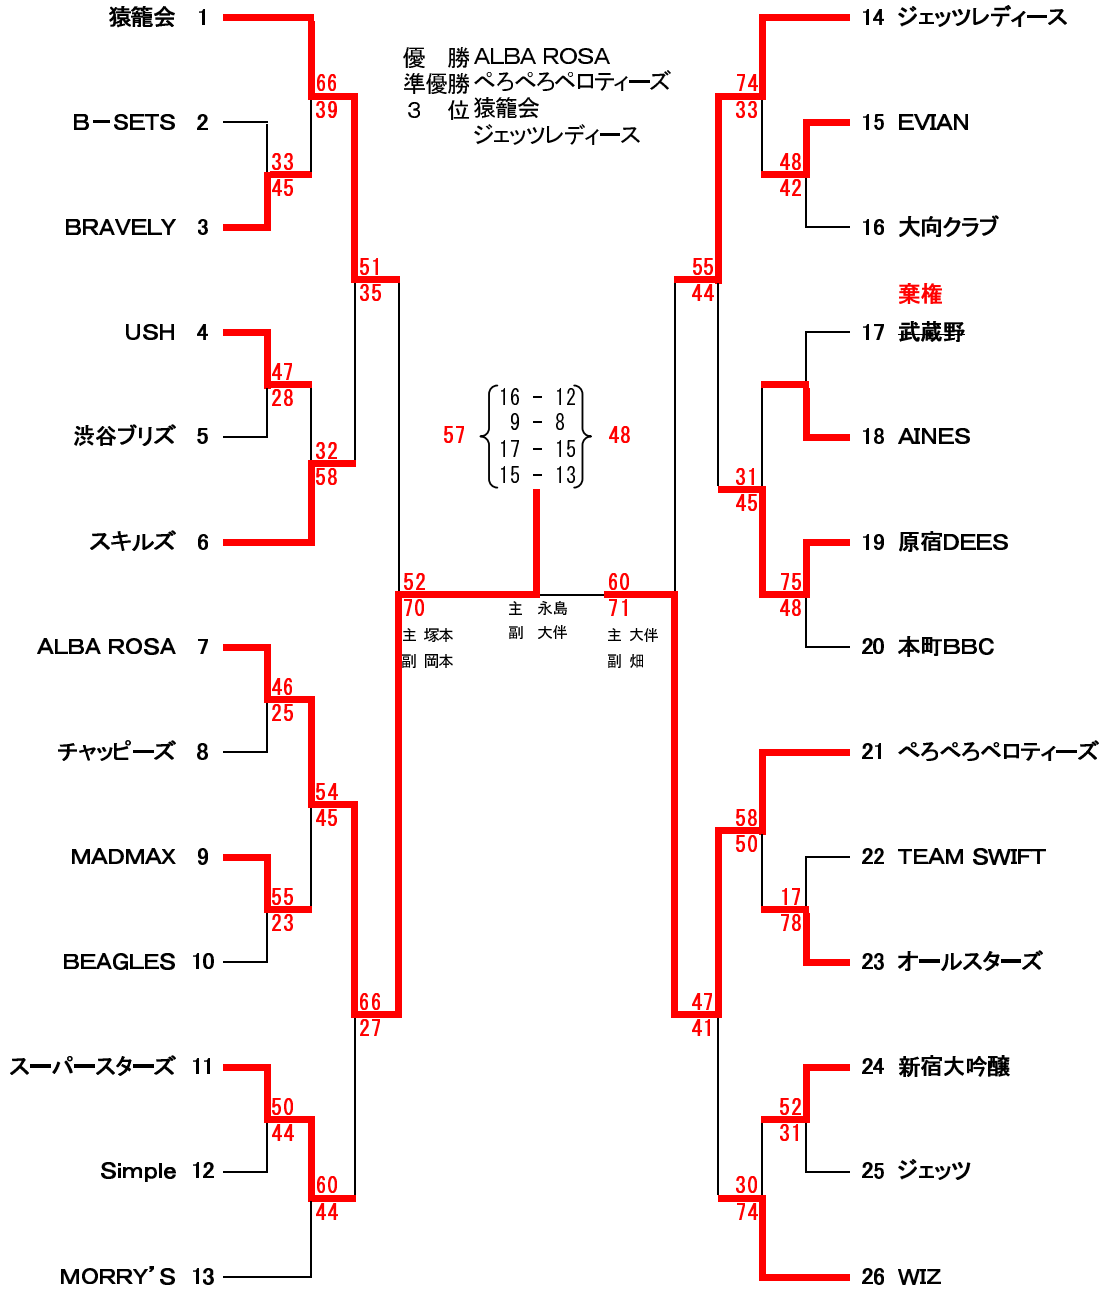 優　勝 ALBA ROSA
準優勝 ぺろぺろペロティーズ
３　位 猿籠会
ジェッツレディース
猿籠会 1
66
39
B－SETS 2
33
45
BRAVELY 3
51
35
USH 4
47
28
渋谷ブリズ 5
32
58
スキルズ 6
52
70
主 塚本
副 岡本
ALBA ROSA 7
46
25
チャッピーズ 8
54
45
MADMAX 9
55
23
BEAGLES 10
66
27
スーパースターズ 11
50
44
Simple 12
60
44
MORRY'S 13
57
16 － 12
9 － 8
17 － 15
15 － 13
48
主 永島
副 大伴
14 ジェッツレディース
74
33
15 EVIAN
48
42
16 大向クラブ
55
44
棄権
17 武蔵野
18 AINES
31
45
19 原宿DEES
75
48
20 本町BBC
60
71
主 大伴
副 畑
21 ぺろぺろペロティーズ
58
50
22 TEAM SWIFT
17
78
23 オールスターズ
47
41
24 新宿大吟醸
52
31
25 ジェッツ
30
74
26 WIZ